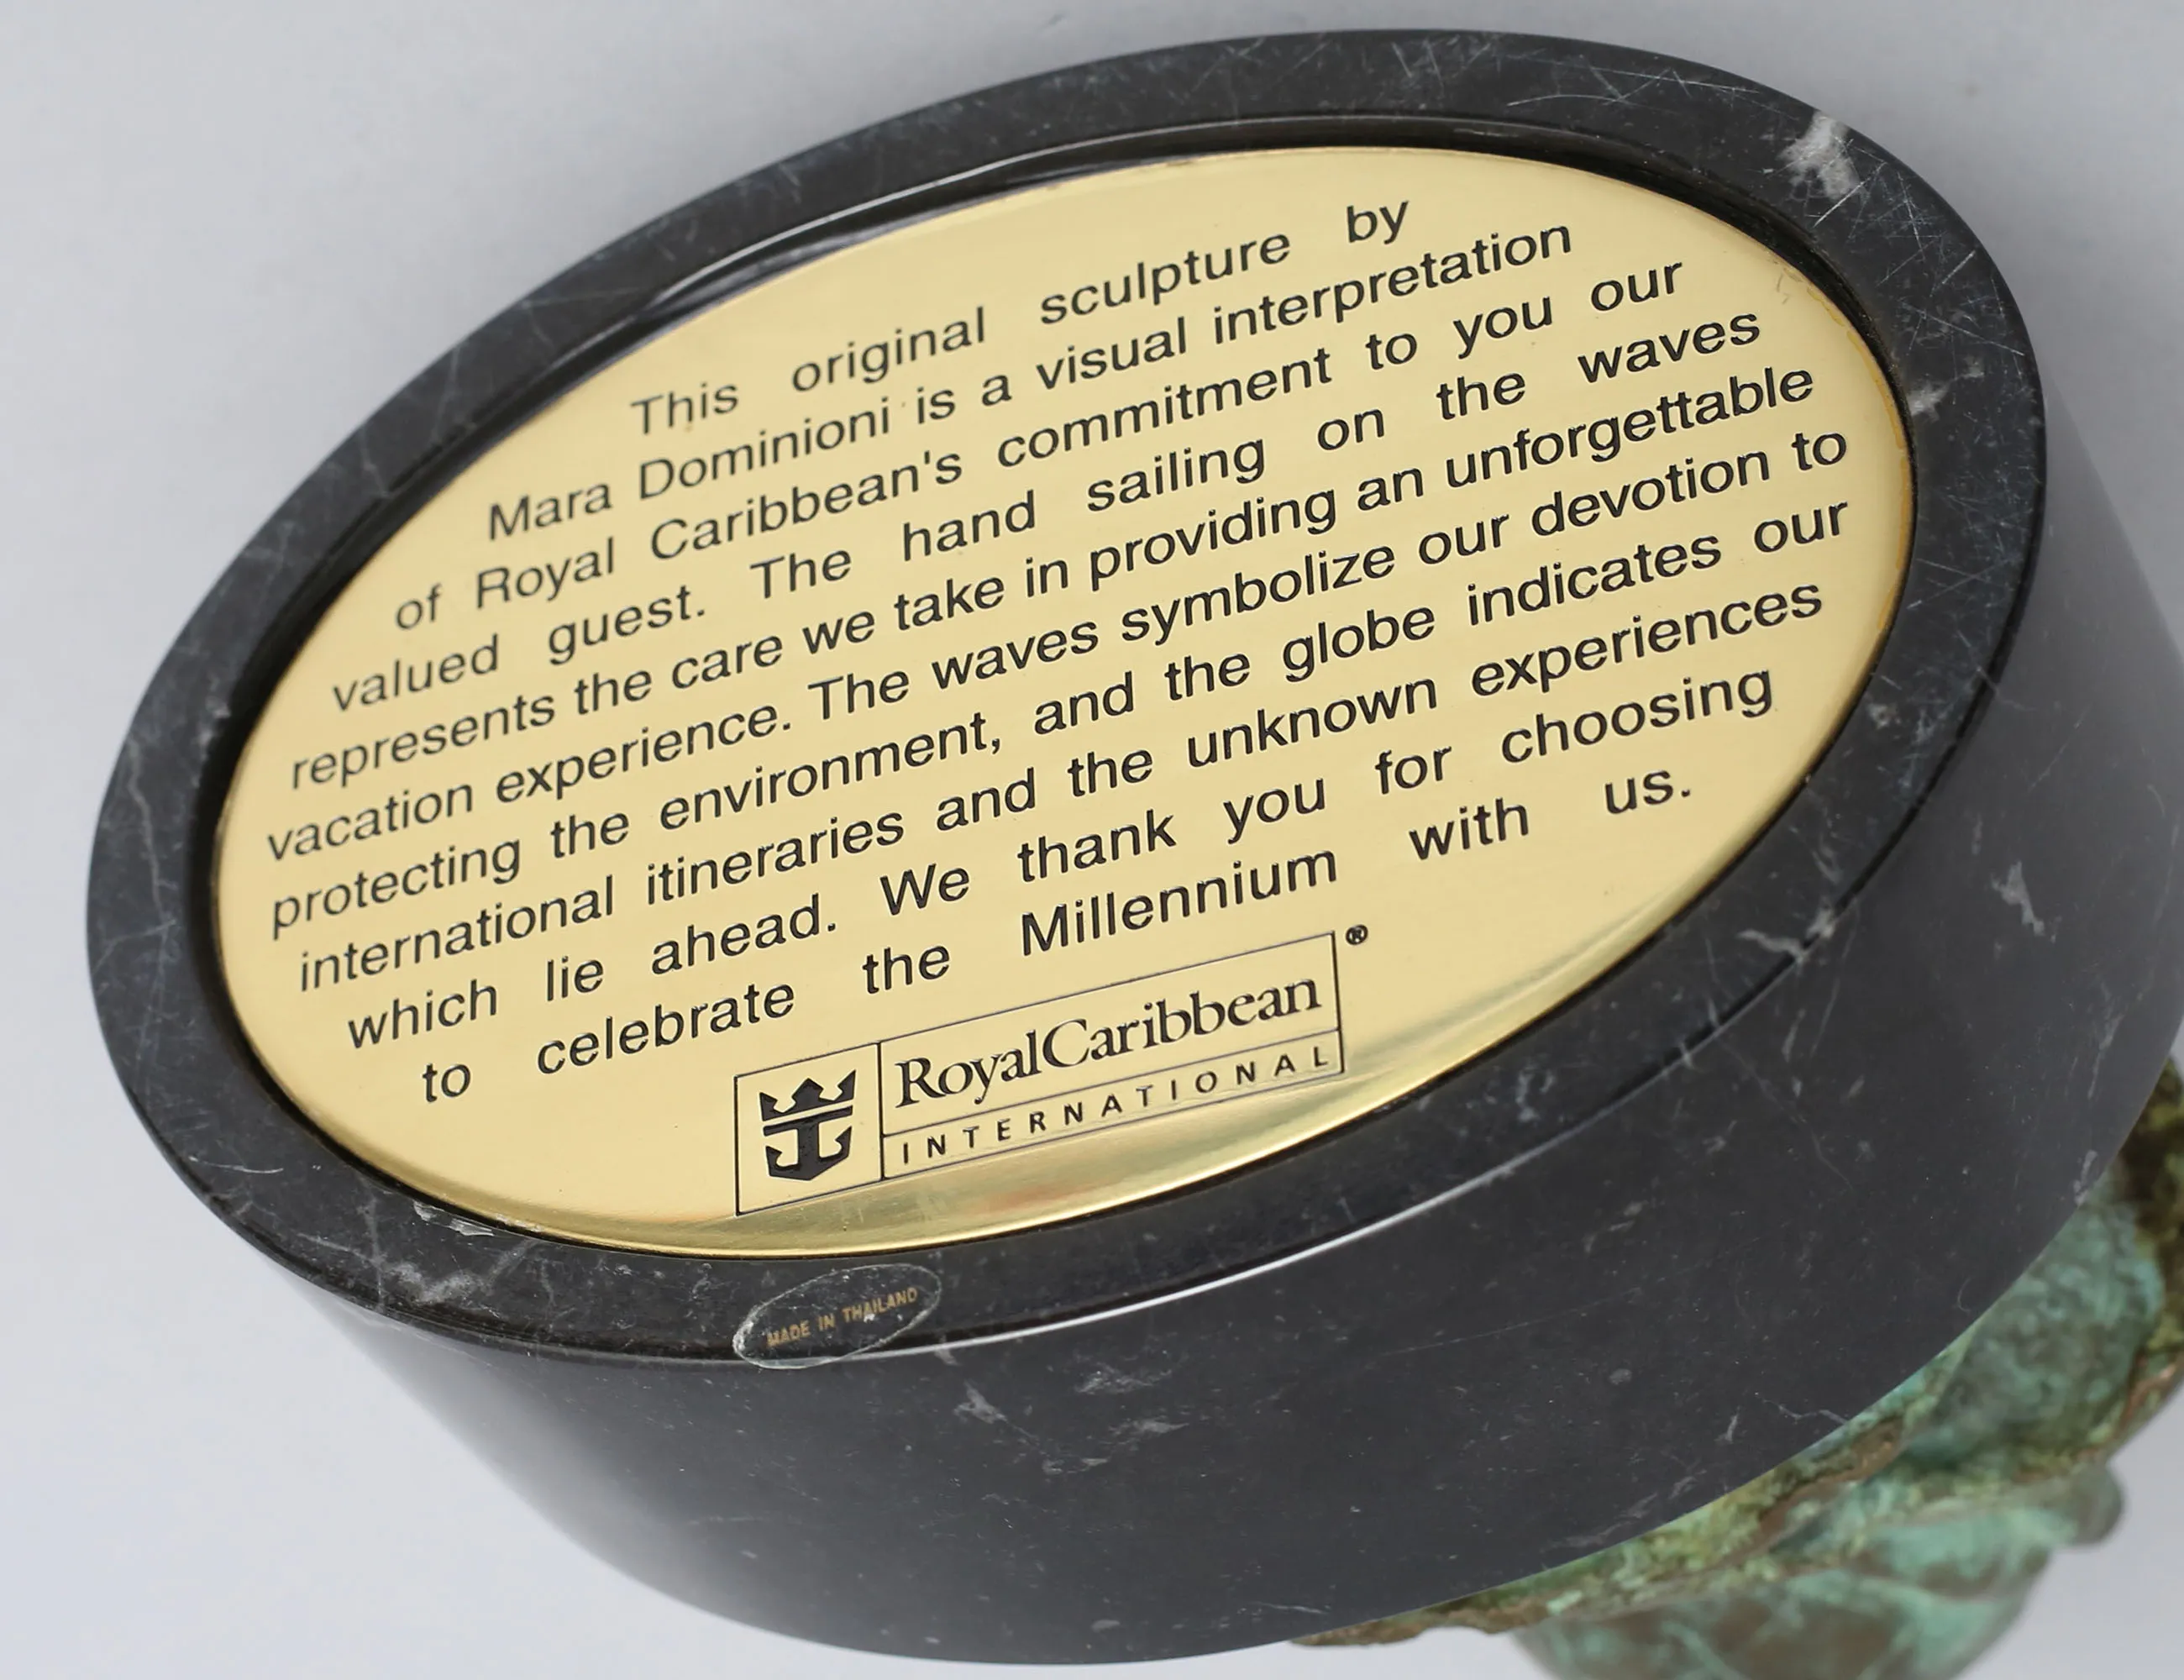 This original sculpture by
Mara Dominioni is a visual interpretation
of Royal Caribbean's commitment to you our
valued guest. The hand sailing on the waves
represents the care we take in providing an unforgettable
vacation experience. The waves symbolize our devotion to
protecting the environment, and the globe indicates our
international itineraries and the unknown experiences
which lie ahead. We thank you for choosing
to celebrate the Millennium with us.
RoyalCaribbean®
INTERNATIONAL
MADE IN THAILAND